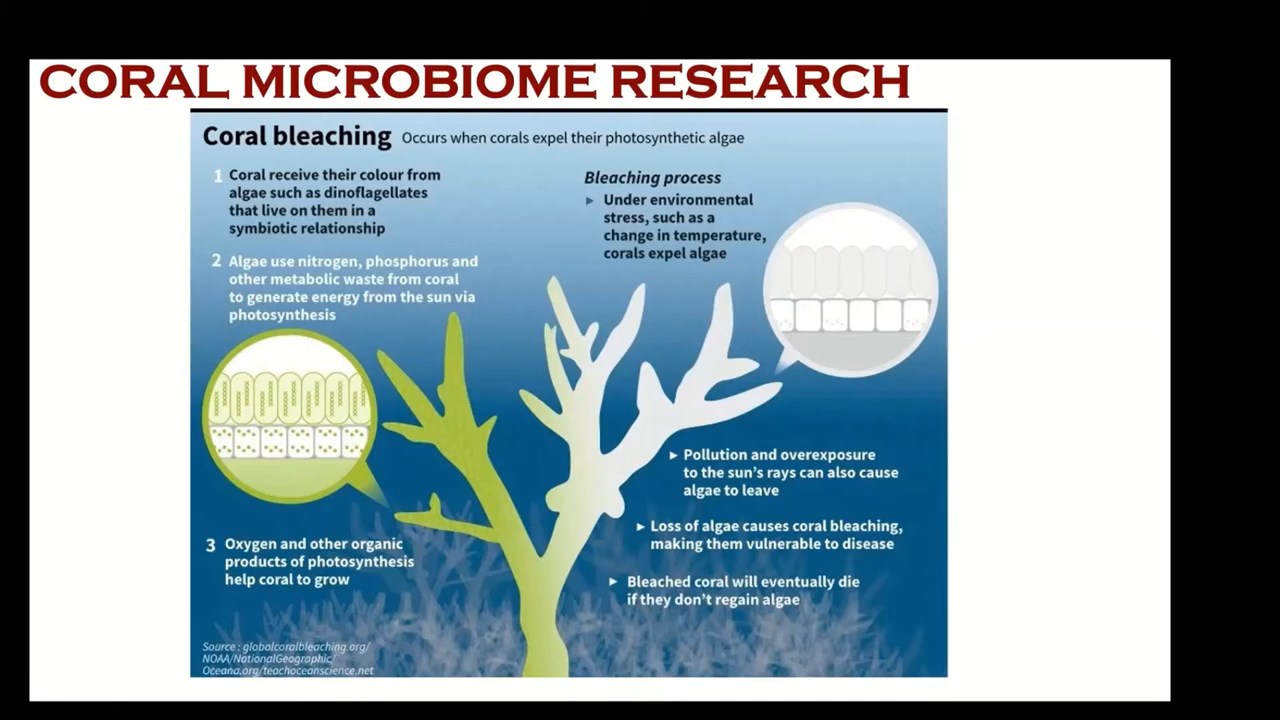 CORAL MICROBIOME RESEARCH
Coral bleaching Occurs when corals expel their photosynthetic algae
1 Coral receive their colour from
algae such as dinoflagellates
that live on them in a
symbiotic relationship
2 Algae use nitrogen, phosphorus and
other metabolic waste from coral
to generate energy from the sun via
photosynthesis
3 Oxygen and other organic
products of photosynthesis
help coral to grow
Bleaching process
► Under environmental
stress, such as a
change in temperature,
corals expel algae
► Pollution and overexposure
to the sun's rays can also cause
algae to leave
► Loss of algae causes coral bleaching,
making them vulnerable to disease
► Bleached coral will eventually die
if they don't regain algae
Source : globalcoralbleaching.org/
NOAA/NationalGeographic/
Oceana.org/teachoceanscience.net